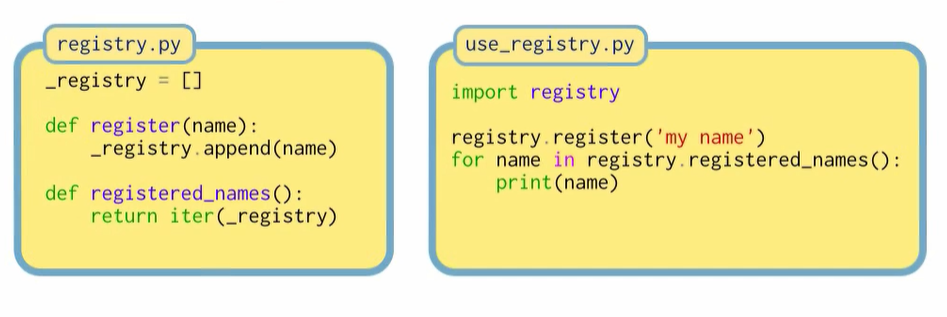 registry.py
_registry = []
def register(name):
    _registry.append(name)
def registered_names():
    return iter(_registry)
use_registry.py
import registry
registry.register('my name')
for name in registry.registered_names():
    print(name)